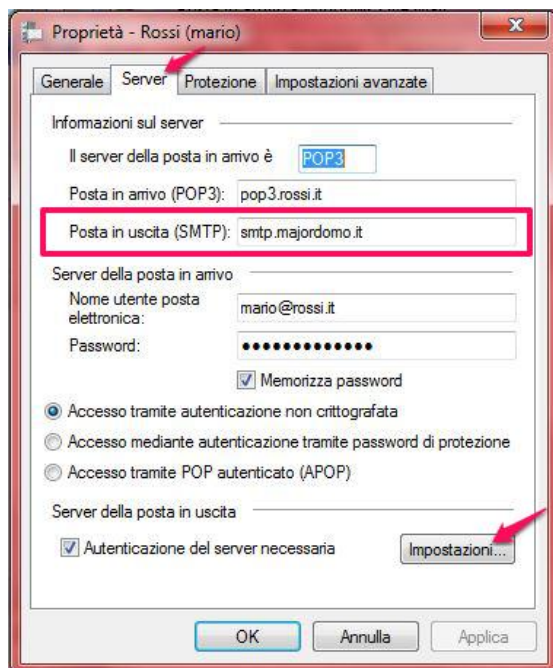 Proprietà - Rossi (mario)
Generale Server Protezione Impostazioni avanzate
Informazioni sul server
Il server della posta in arrivo è POP3
Posta in arrivo (POP3): pop3.rossi.it
Posta in uscita (SMTP): smtp.majordomo.it
Server della posta in arrivo
Nome utente posta
elettronica: mario@rossi.it
Password: •••••••••••••
Memorizza password
Accesso tramite autenticazione non crittografata
Accesso mediante autenticazione tramite password di protezione
Accesso tramite POP autenticato (APOP)
Server della posta in uscita
Autenticazione del server necessaria Impostazioni...
OK Annulla Applica